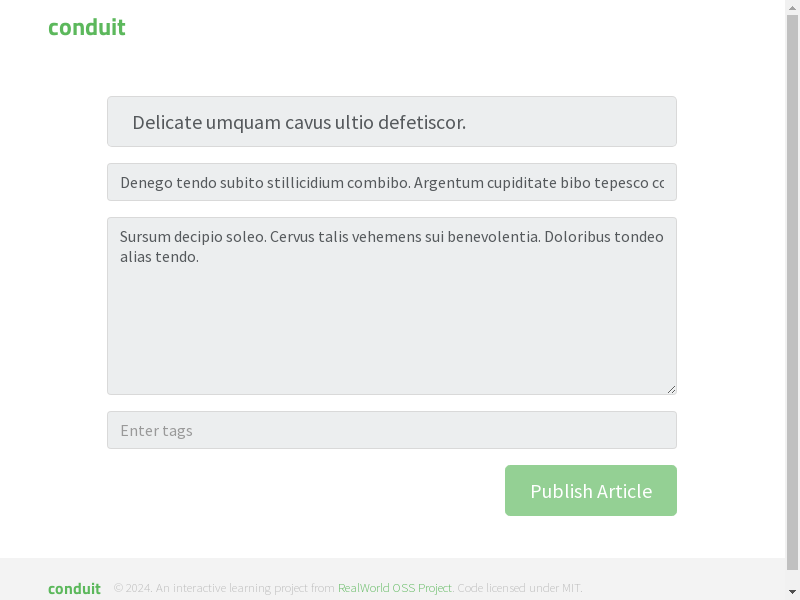 conduit
Delicate umquam cavus ultio defetiscor.
Denego tendo subito stillicidium combibo. Argentum cupiditate bibo tepesco
Sursum decipio soleo. Cervus talis vehemens sui benevolentia. Doloribus tondeo
alias tendo.
Enter tags
Publish Article
conduit © 2024. An interactive learning project from RealWorld OSS Project. Code licensed under MIT.